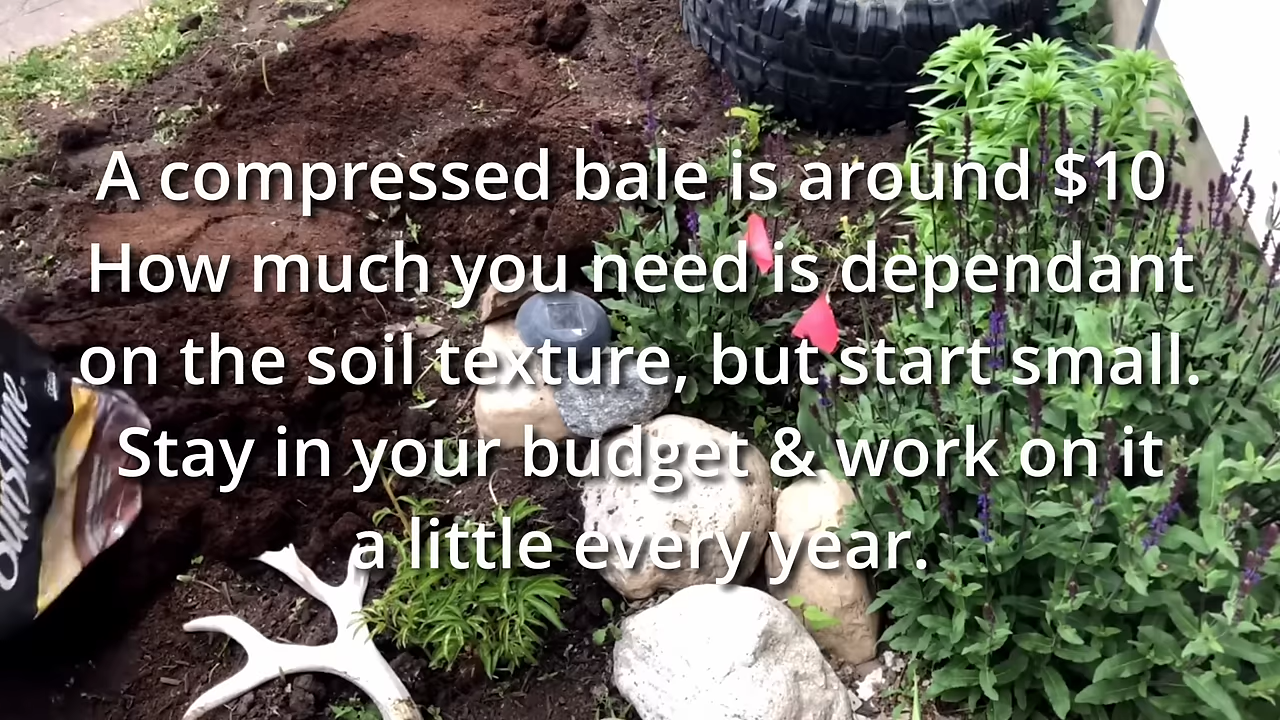 A compressed bale is around $10
How much you need is dependant
on the soil texture, but start small.
Stay in your budget & work on it
a little every year.
Sunshine